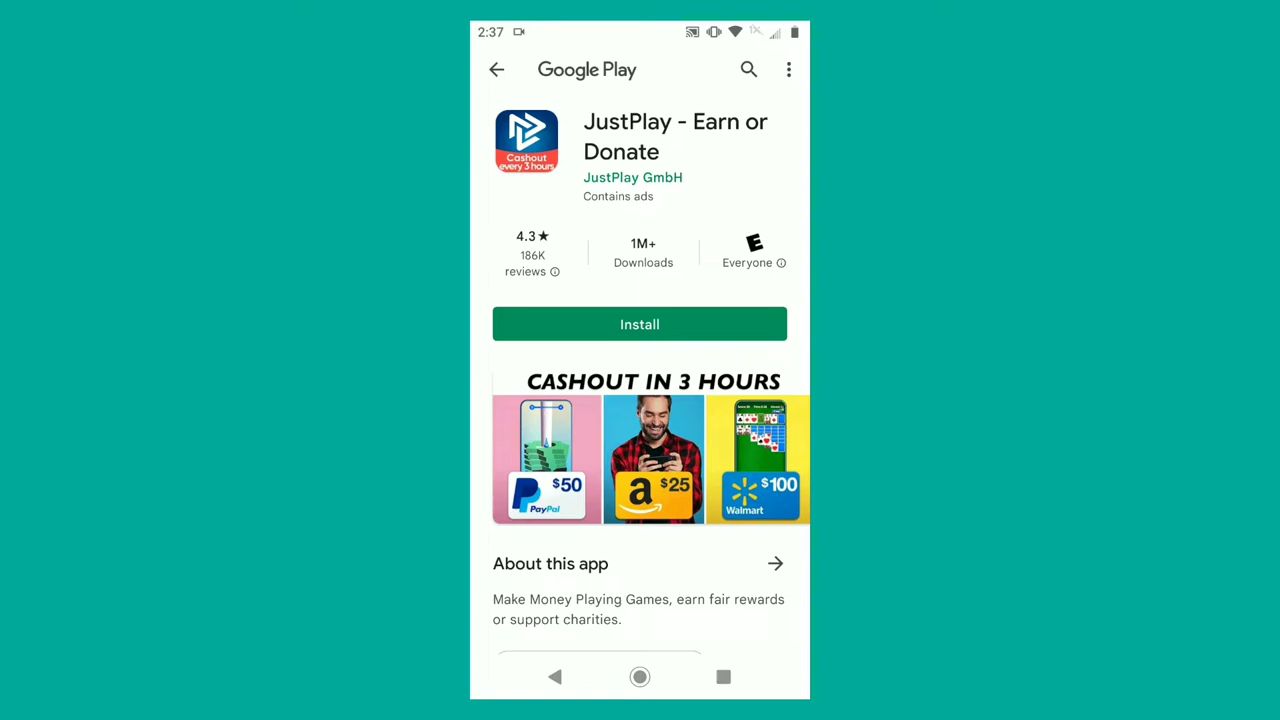 2:37
Google Play
JustPlay - Earn or
Donate
JustPlay GmbH
Contains ads
Cashout
every 3 hours
4.3★
186K
reviews
1M+
Downloads
E
Everyone
Install
CASHOUT IN 3 HOURS
$50
PayPal
a $25
$100
Walmart
About this app
Make Money Playing Games, earn fair rewards
or support charities.